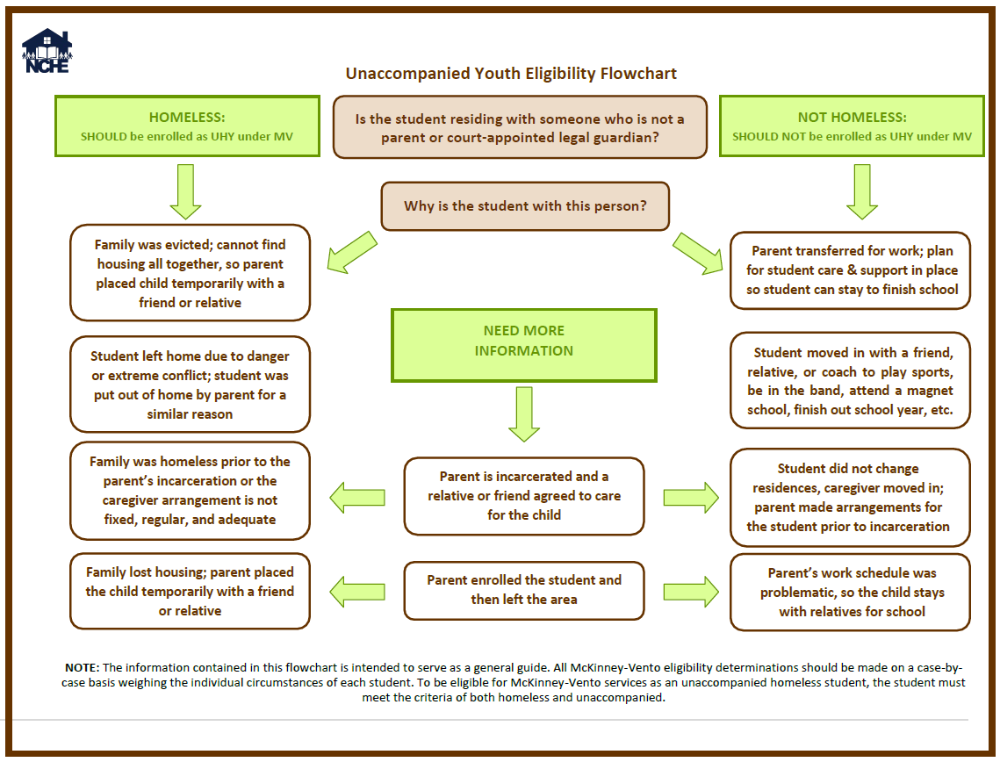 NCHE
Unaccompanied Youth Eligibility Flowchart
HOMELESS:
SHOULD be enrolled as UHY under MV
Is the student residing with someone who is not a
parent or court-appointed legal guardian?
NOT HOMELESS:
SHOULD NOT be enrolled as UHY under MV
Why is the student with this person?
Family was evicted; cannot find
housing all together, so parent
placed child temporarily with a
friend or relative
Parent transferred for work; plan
for student care & support in place
so student can stay to finish school
NEED MORE
INFORMATION
Student left home due to danger
or extreme conflict; student was
put out of home by parent for a
similar reason
Student moved in with a friend,
relative, or coach to play sports,
be in the band, attend a magnet
school, finish out school year, etc.
Family was homeless prior to the
parent’s incarceration or the
caregiver arrangement is not
fixed, regular, and adequate
Parent is incarcerated and a
relative or friend agreed to care
for the child
Student did not change
residences, caregiver moved in;
parent made arrangements for
the student prior to incarceration
Family lost housing; parent placed
the child temporarily with a friend
or relative
Parent enrolled the student and
then left the area
Parent’s work schedule was
problematic, so the child stays
with relatives for school
NOTE: The information contained in this flowchart is intended to serve as a general guide. All McKinney-Vento eligibility determinations should be made on a case-by-
case basis weighing the individual circumstances of each student. To be eligible for McKinney-Vento services as an unaccompanied homeless student, the student must
meet the criteria of both homeless and unaccompanied.